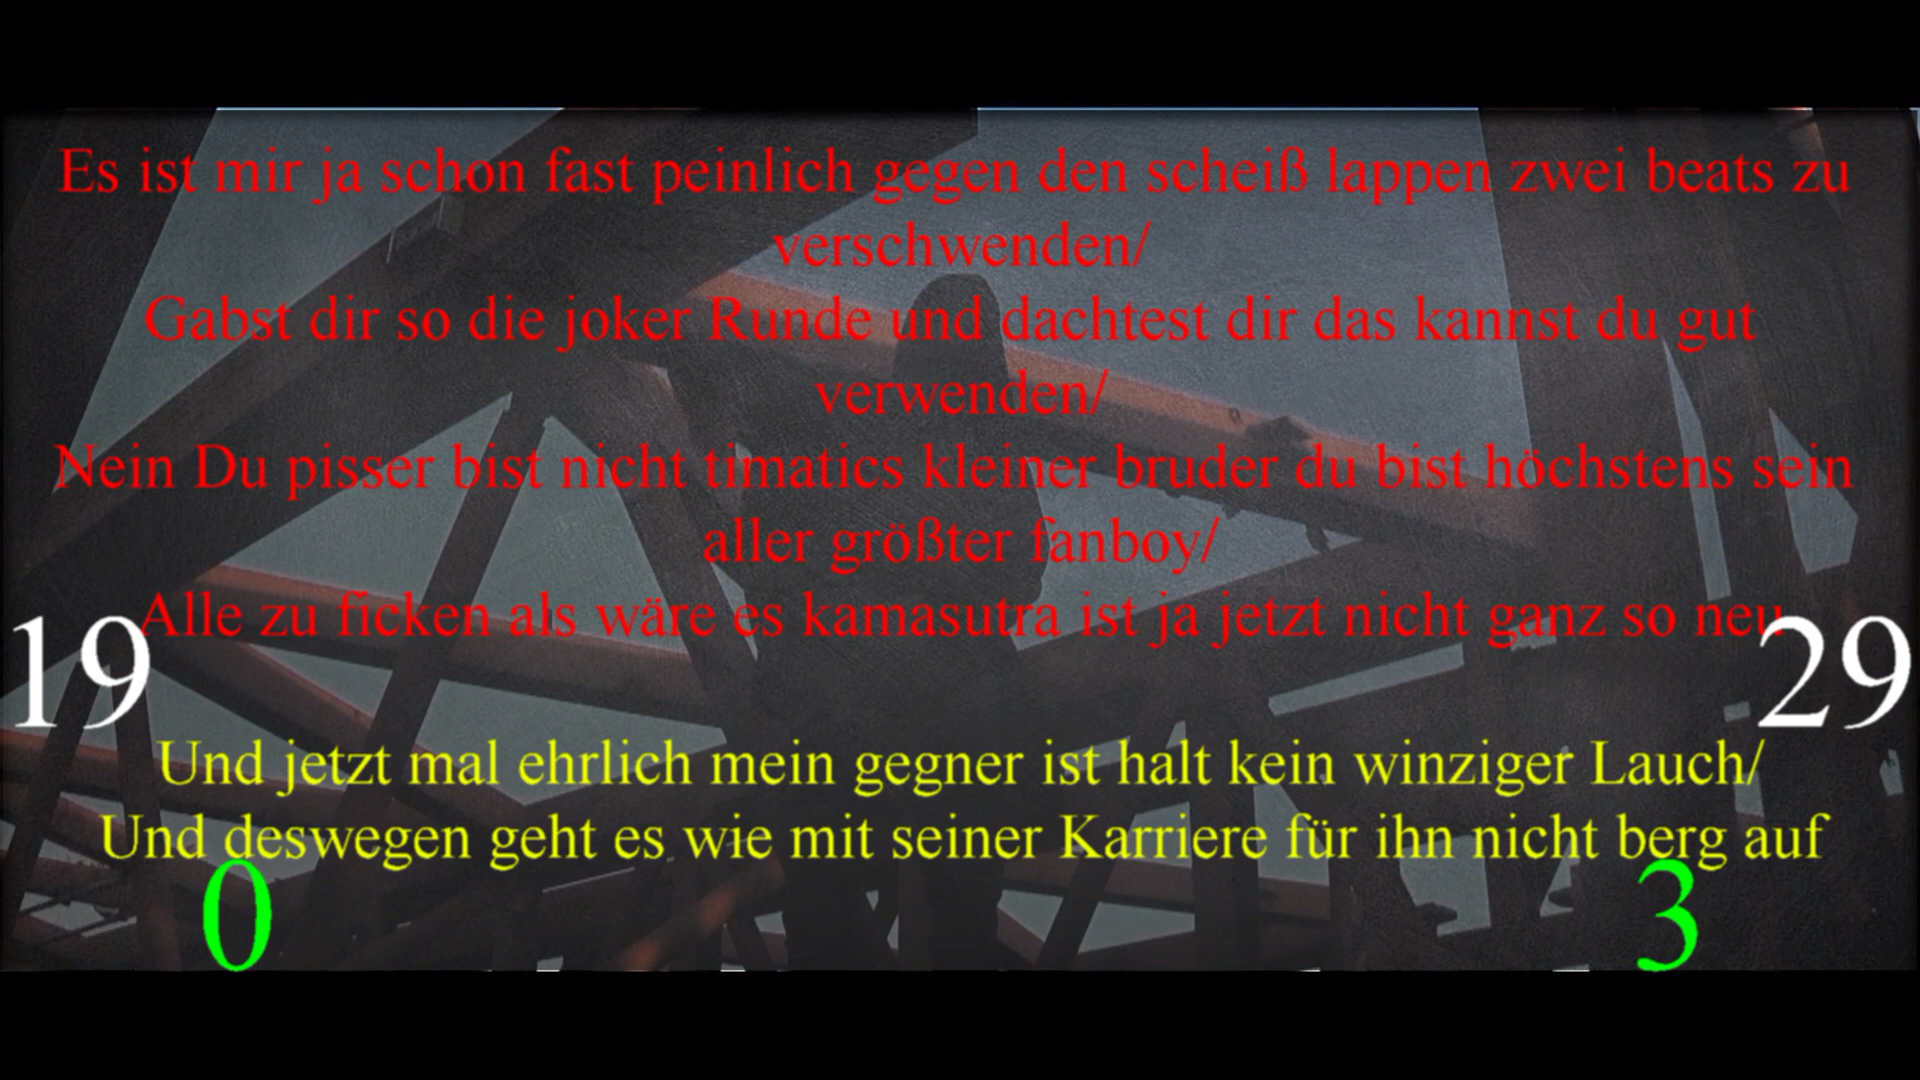 Es ist mir ja schon fast peinlich gegen den scheiß lappen zwei beats zu
verschwenden/
Gabst dir so die joker Runde und dachtest dir das kannst du gut
verwenden/
Nein Du pisser bist nicht timatics kleiner bruder du bist höchstens sein
aller größter fanboy/
Alle zu ficken als wäre es kamasutra ist ja jetzt nicht ganz so neu
19
29
Und jetzt mal ehrlich mein gegner ist halt kein winziger Lauch/
Und deswegen geht es wie mit seiner Karriere für ihn nicht berg auf
0
3